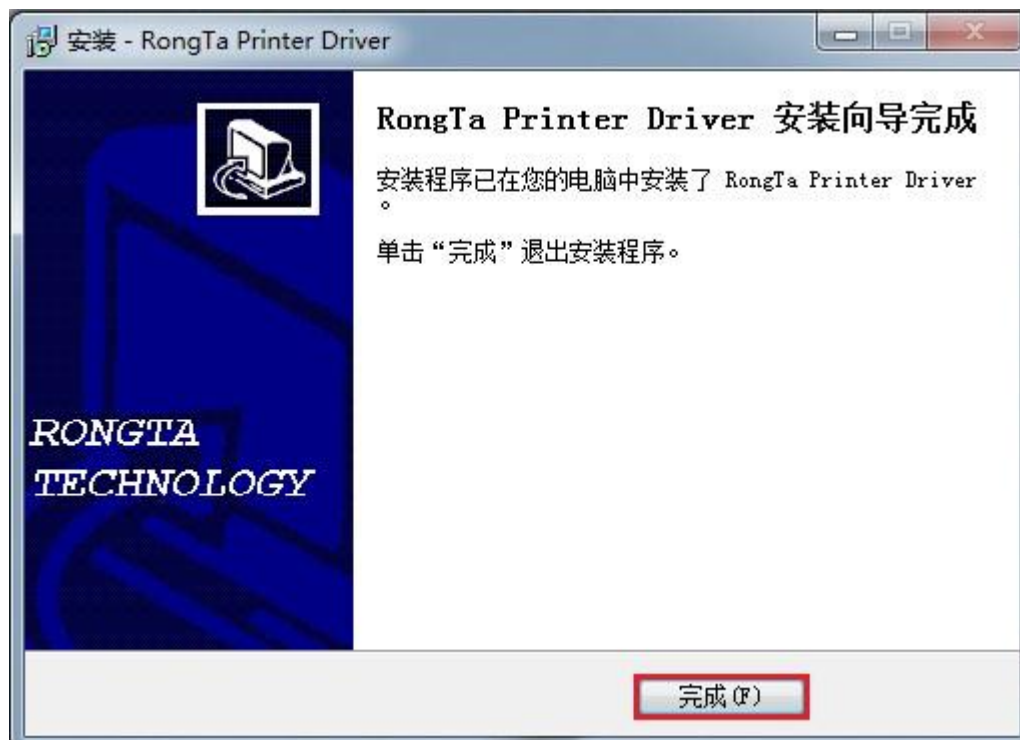 安装 - RongTa Printer Driver
RongTa Printer Driver 安装向导完成
安装程序已在您的电脑中安装了 RongTa Printer Driver
。
单击“完成”退出安装程序。
RONGTA
TECHNOLOGY
完成(F)